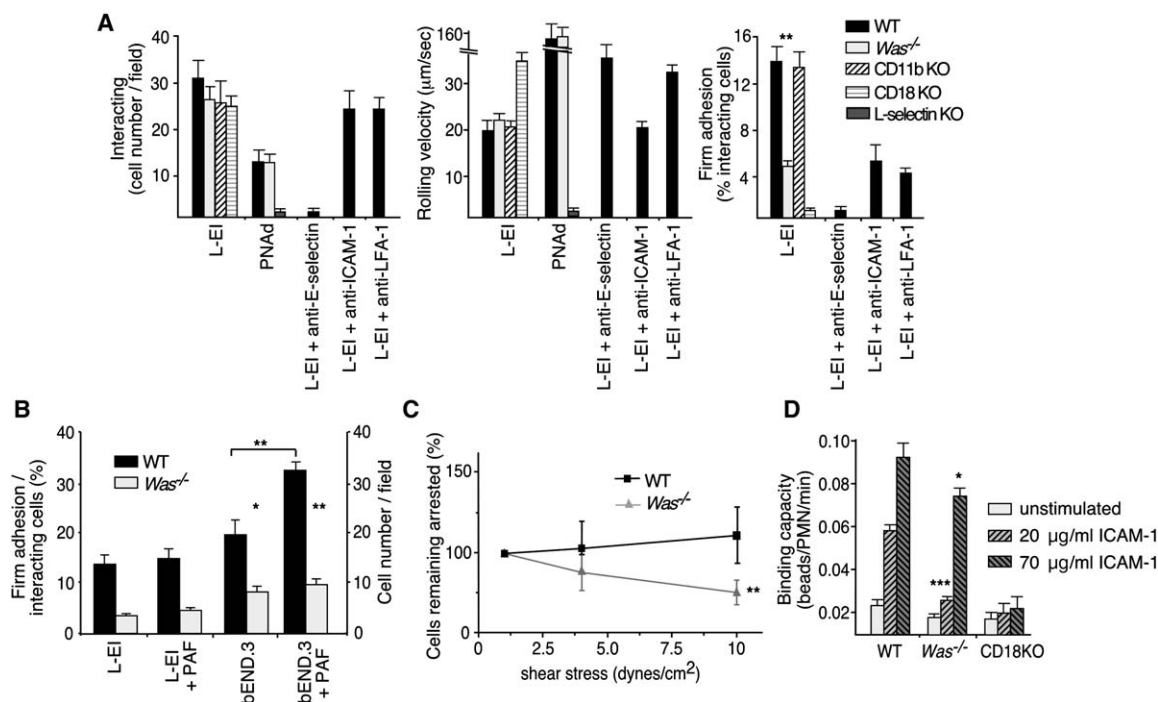 A
Interacting
(cell number / field)
40
30
20
10
L-EI
PNAd
L-EI + anti-E-selectin
L-EI + anti-ICAM-1
L-EI + anti-LFA-1
Rolling velocity (μm/sec)
160
30
20
10
L-EI
PNAd
L-EI + anti-E-selectin
L-EI + anti-ICAM-1
L-EI + anti-LFA-1
Firm adhesion
(% interacting cells)
16
12
8
4
**
L-EI
L-EI + anti-E-selectin
L-EI + anti-ICAM-1
L-EI + anti-LFA-1
WT
Was-/-
CD11b KO
CD18 KO
L-selectin KO
B
Firm adhesion /
interacting cells (%)
40
30
20
10
0
WT
Was-/-
**
*
**
40
30
20
10
0
Cell number / field
L-EI
L-EI
+ PAF
bEND.3
bEND.3
+ PAF
C
Cells remaining arrested (%)
150
100
0
WT
Was-/-
**
0
2.5
5.0
7.5
10
shear stress (dynes/cm2)
D
Binding capacity
(beads/PMN/min)
0.10
0.08
0.06
0.04
0.02
***
*
WT
Was-/-
CD18KO
unstimulated
20 μg/ml ICAM-1
70 μg/ml ICAM-1